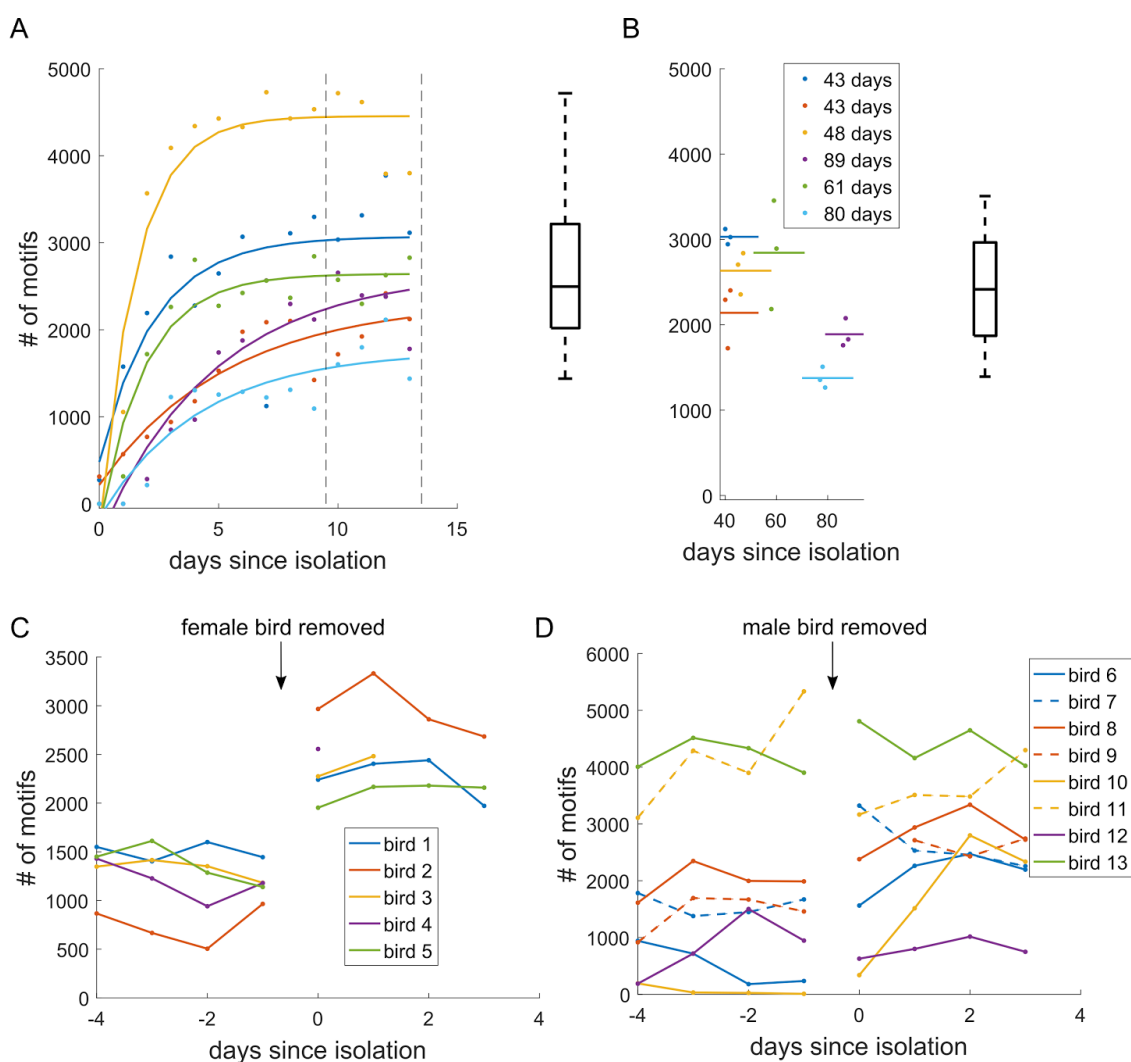 A
# of motifs
5000
4000
3000
2000
1000
0
0
5
10
15
days since isolation
B
5000
4000
3000
2000
1000
0
43 days
43 days
48 days
89 days
61 days
80 days
40
60
80
days since isolation
C
female bird removed
# of motifs
3500
3000
2500
2000
1500
1000
500
0
bird 1
bird 2
bird 3
bird 4
bird 5
-4
-2
0
2
4
days since isolation
D
male bird removed
# of motifs
6000
5000
4000
3000
2000
1000
0
bird 6
bird 7
bird 8
bird 9
bird 10
bird 11
bird 12
bird 13
-4
-2
0
2
4
days since isolation